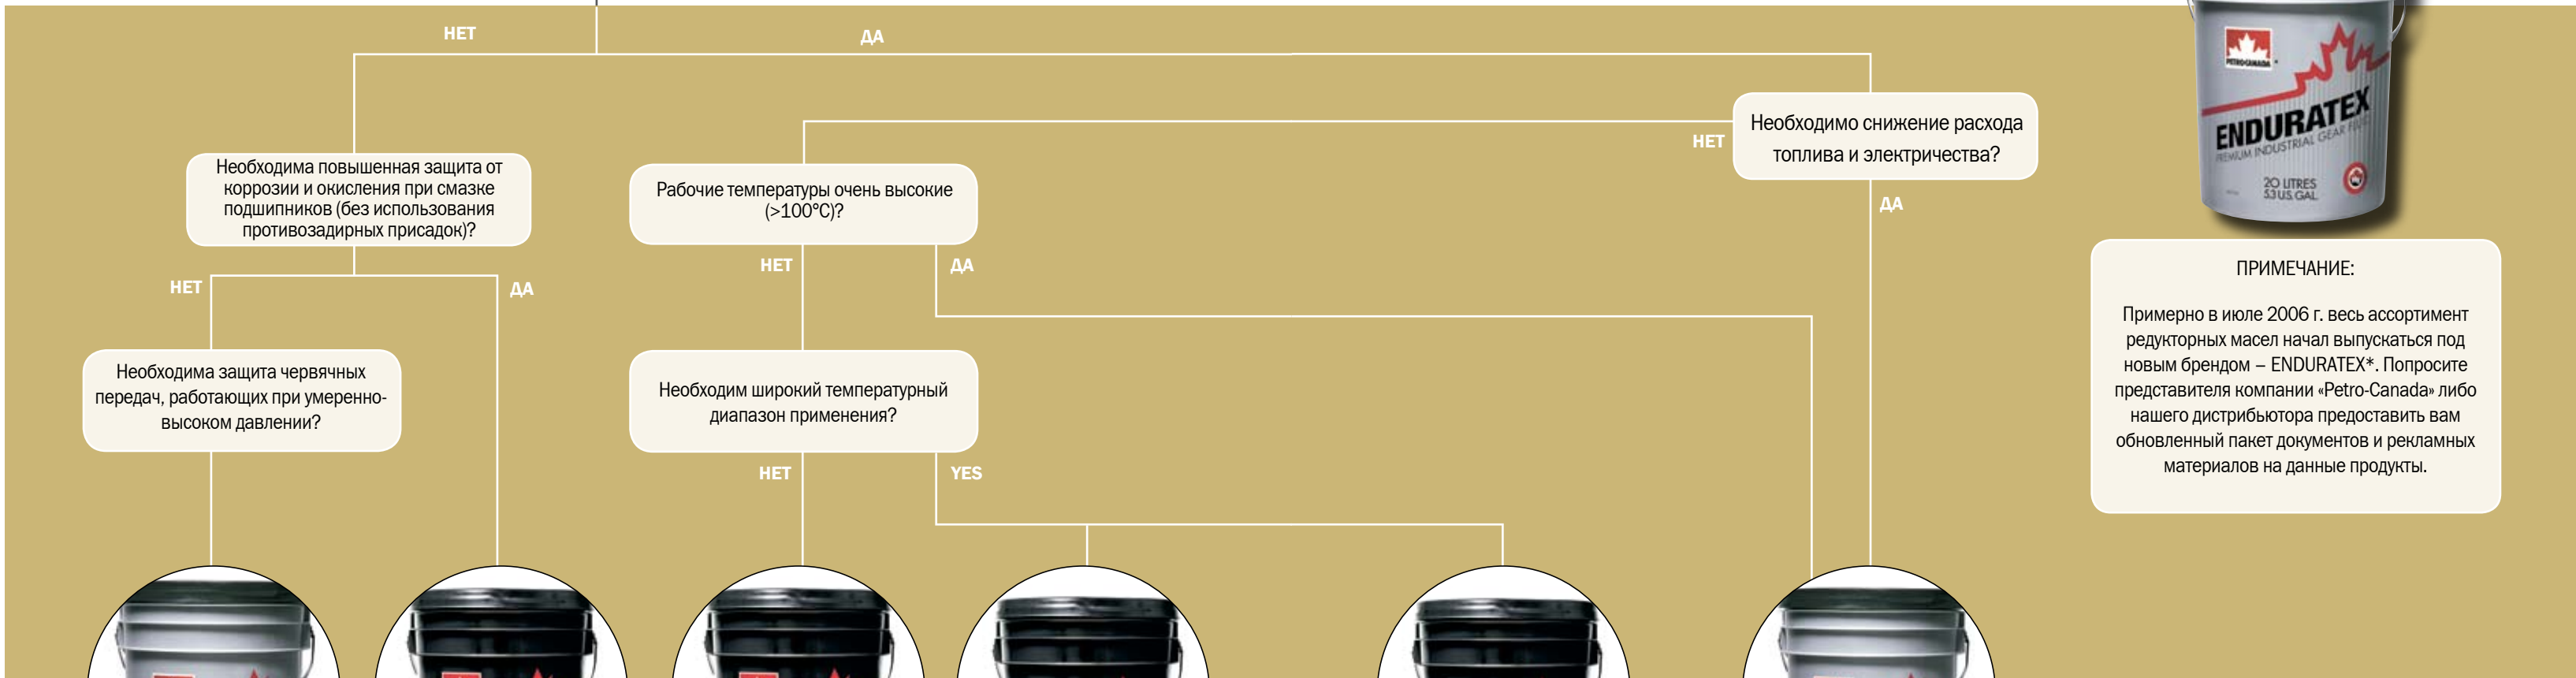 НЕТ
ДА
PETRO-CANADA
ENDURATEX
PREMIUM INDUSTRIAL GEAR FLUID
20 LITRES
5.3 U.S. GAL
Необходимо снижение расхода
топлива и электричества?
НЕТ
ДА
Необходима повышенная защита от
коррозии и окисления при смазке
подшипников (без использования
противозадирных присадок)?
НЕТ
ДА
Рабочие температуры очень высокие
(>100°C)?
НЕТ
ДА
Необходима защита червячных
передач, работающих при умеренно-
высоком давлении?
Необходим широкий температурный
диапазон применения?
НЕТ
YES
ПРИМЕЧАНИЕ:
Примерно в июле 2006 г. весь ассортимент
редукторных масел начал выпускаться под
новым брендом – ENDURATEX*. Попросите
представителя компании «Petro-Canada» либо
нашего дистрибьютора предоставить вам
обновленный пакет документов и рекламных
материалов на данные продукты.